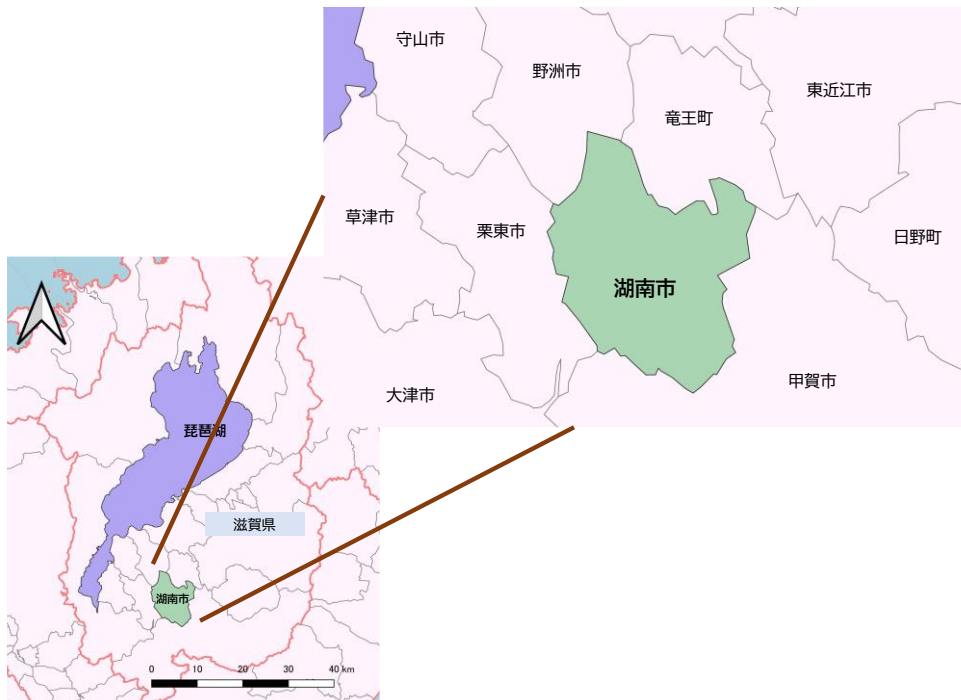 守山市
野洲市
東近江市
竜王町
草津市
栗東市
日野町
湖南市
甲賀市
大津市
琵琶湖
滋賀県
湖南市
0 10 20 30 40 km